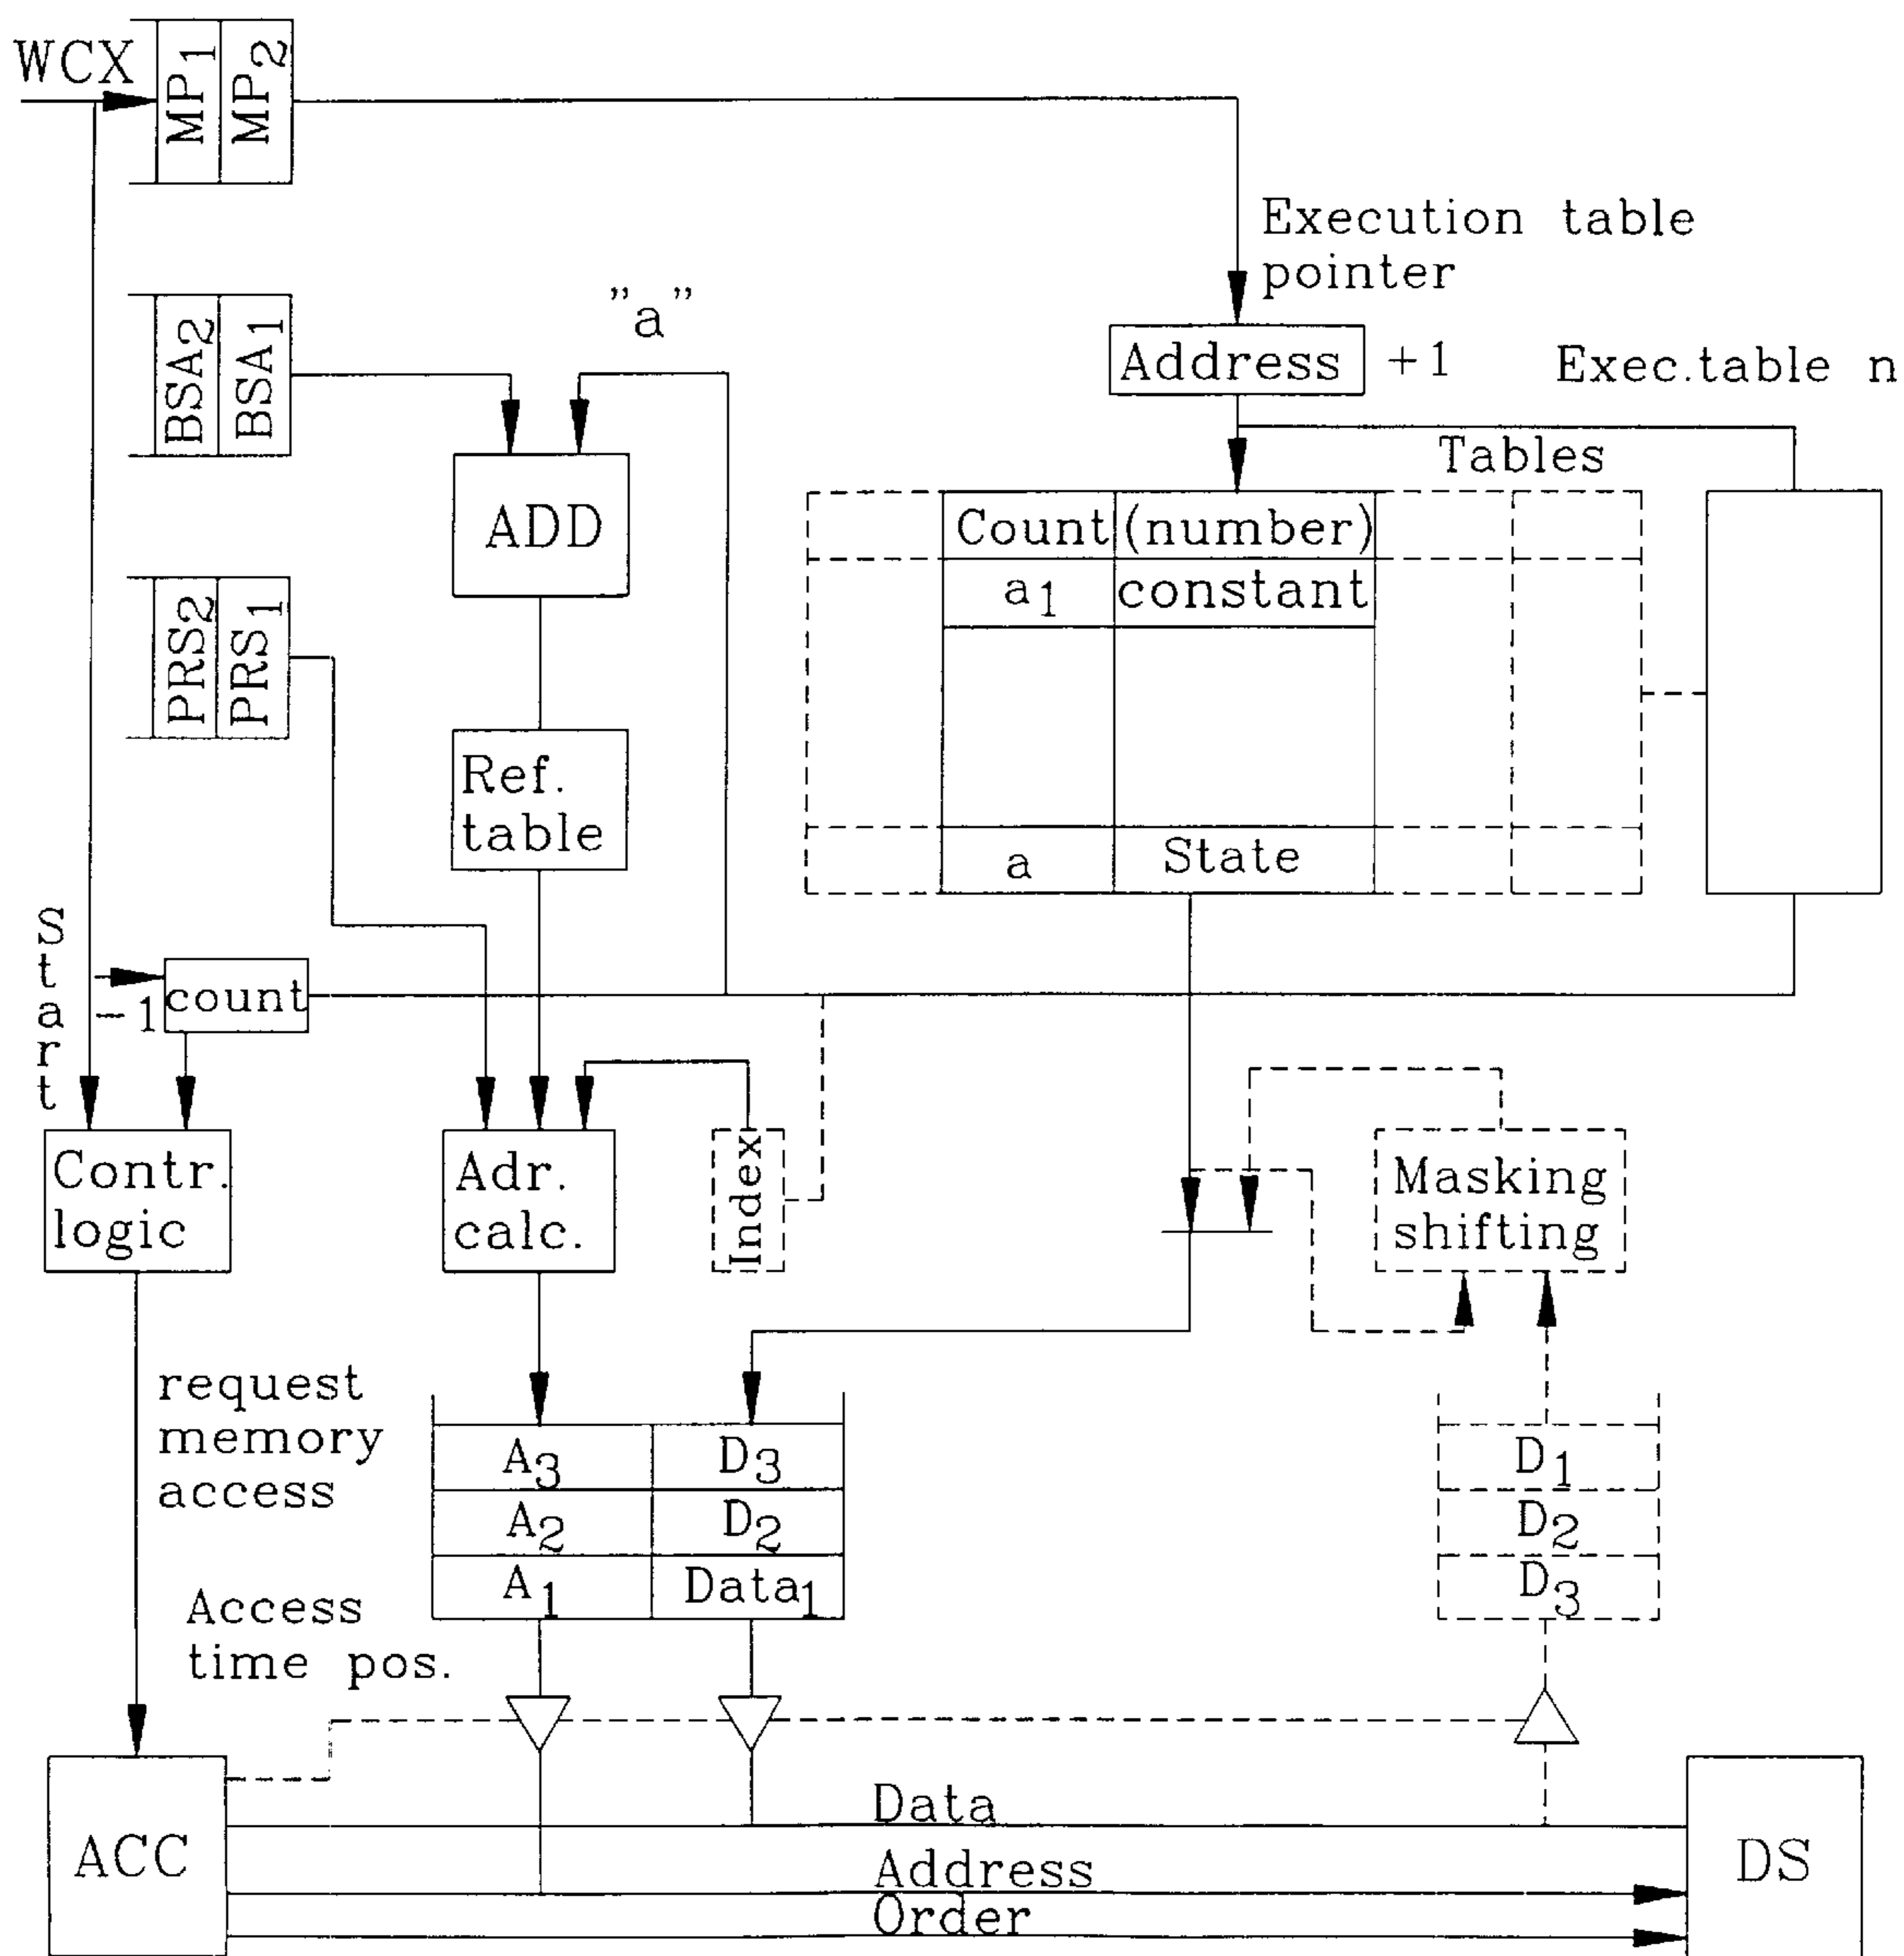 WCX
MP1
MP2
Execution table
pointer
"a"
BSA2
BSA1
Address
+1
Exec.table n
Tables
ADD
Count
(number)
a1
constant
PRS2
PRS1
Ref.
table
a
State
Start
-1
count
Contr.
logic
Adr.
calc.
Index
Masking
shifting
request
memory
access
A3
D3
A2
D2
A1
Data1
D1
D2
D3
Access
time pos.
ACC
Data
Address
Order
DS